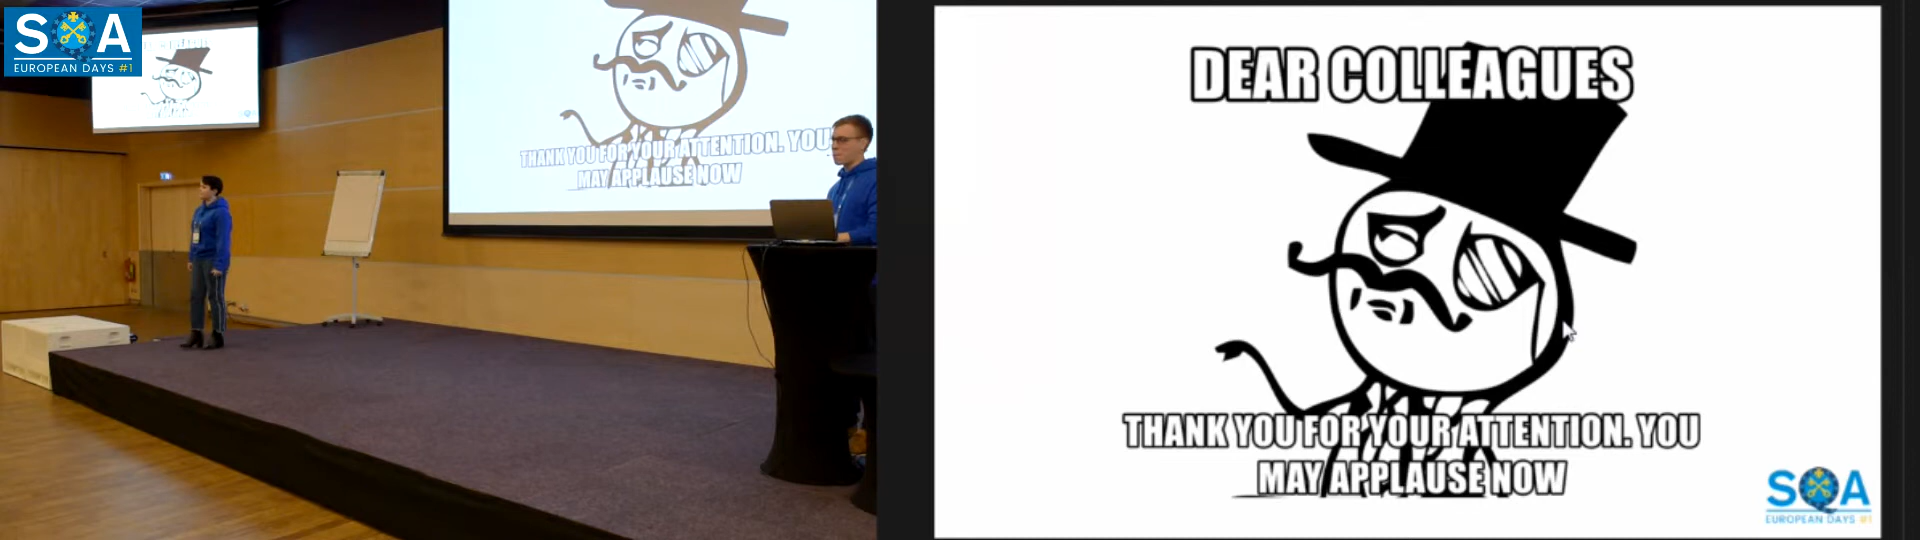 SQA
EUROPEAN DAYS #1
THANK YOU FOR YOUR ATTENTION. YOU
MAY APPLAUSE NOW
DEAR COLLEAGUES
THANK YOU FOR YOUR ATTENTION. YOU
MAY APPLAUSE NOW
SQA
EUROPEAN DAYS #1